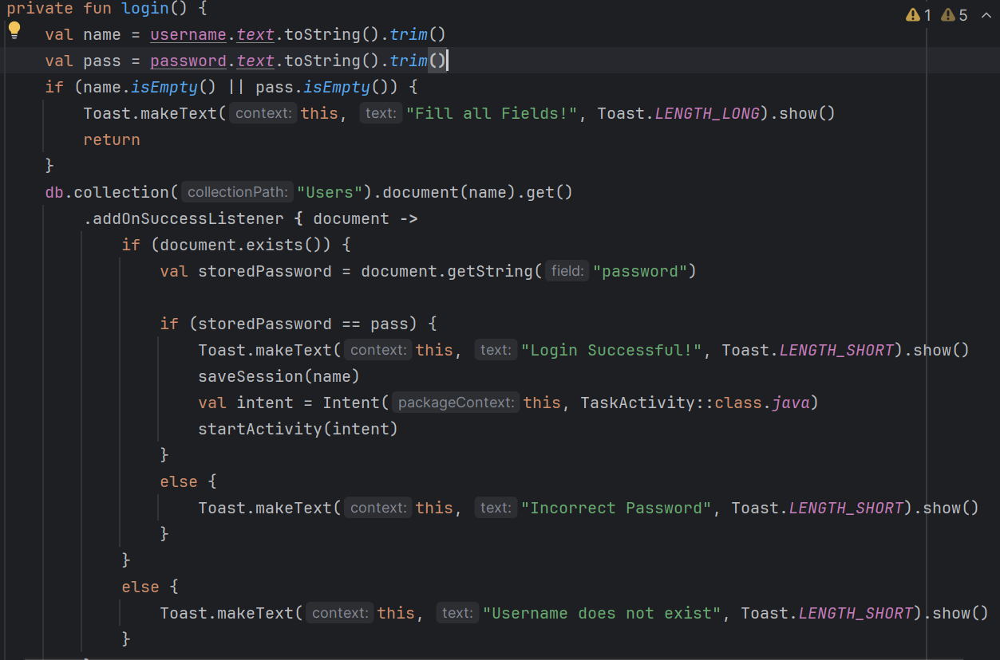 private fun login() {
1 5
val name = username.text.toString().trim()
val pass = password.text.toString().trim()
if (name.isEmpty() || pass.isEmpty()) {
Toast.makeText( context: this, text: "Fill all Fields!", Toast.LENGTH_LONG).show()
return
}
db.collection( collectionPath: "Users").document(name).get()
.addOnSuccessListener { document ->
if (document.exists()) {
val storedPassword = document.getString( field: "password")
if (storedPassword == pass) {
Toast.makeText( context: this, text: "Login Successful!", Toast.LENGTH_SHORT).show()
saveSession(name)
val intent = Intent( packageContext: this, TaskActivity::class.java)
startActivity(intent)
}
else {
Toast.makeText( context: this, text: "Incorrect Password", Toast.LENGTH_SHORT).show()
}
}
else {
Toast.makeText( context: this, text: "Username does not exist", Toast.LENGTH_SHORT).show()
}